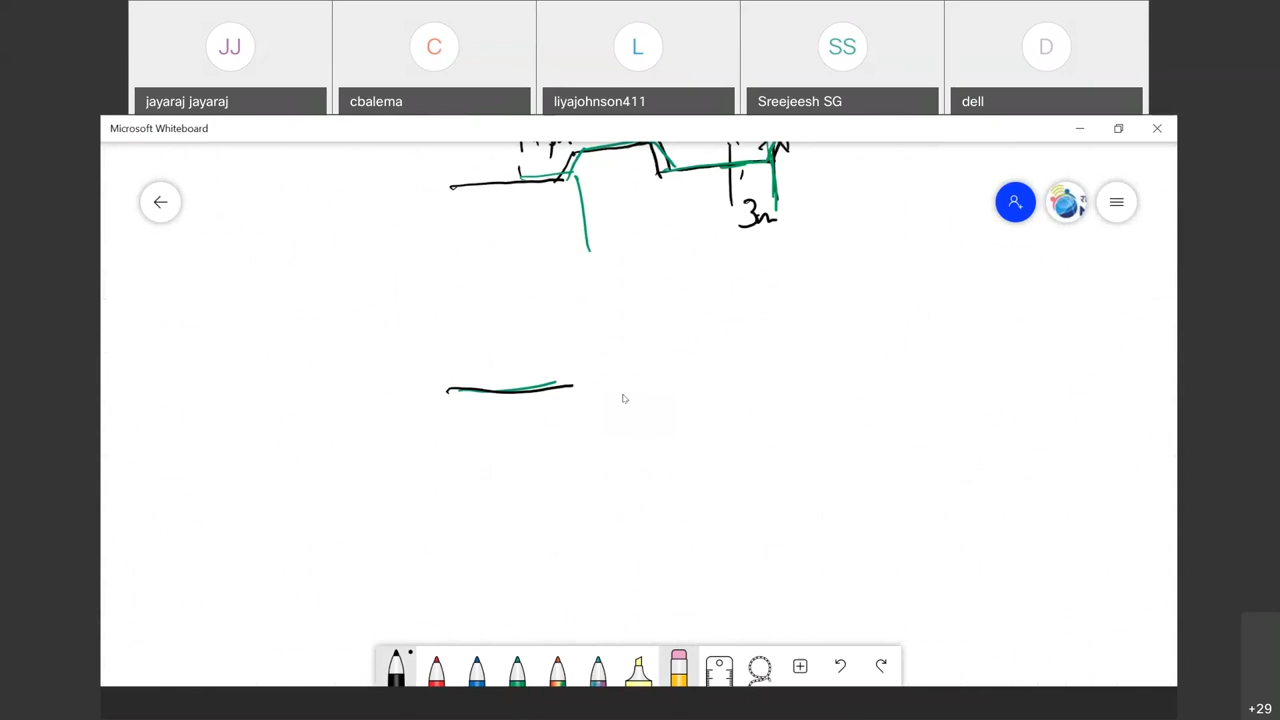 JJ
C
L
SS
D
jayaraj jayaraj
cbalema
liyajohnson411
Sreejeesh SG
dell
Microsoft Whiteboard
3m
+29